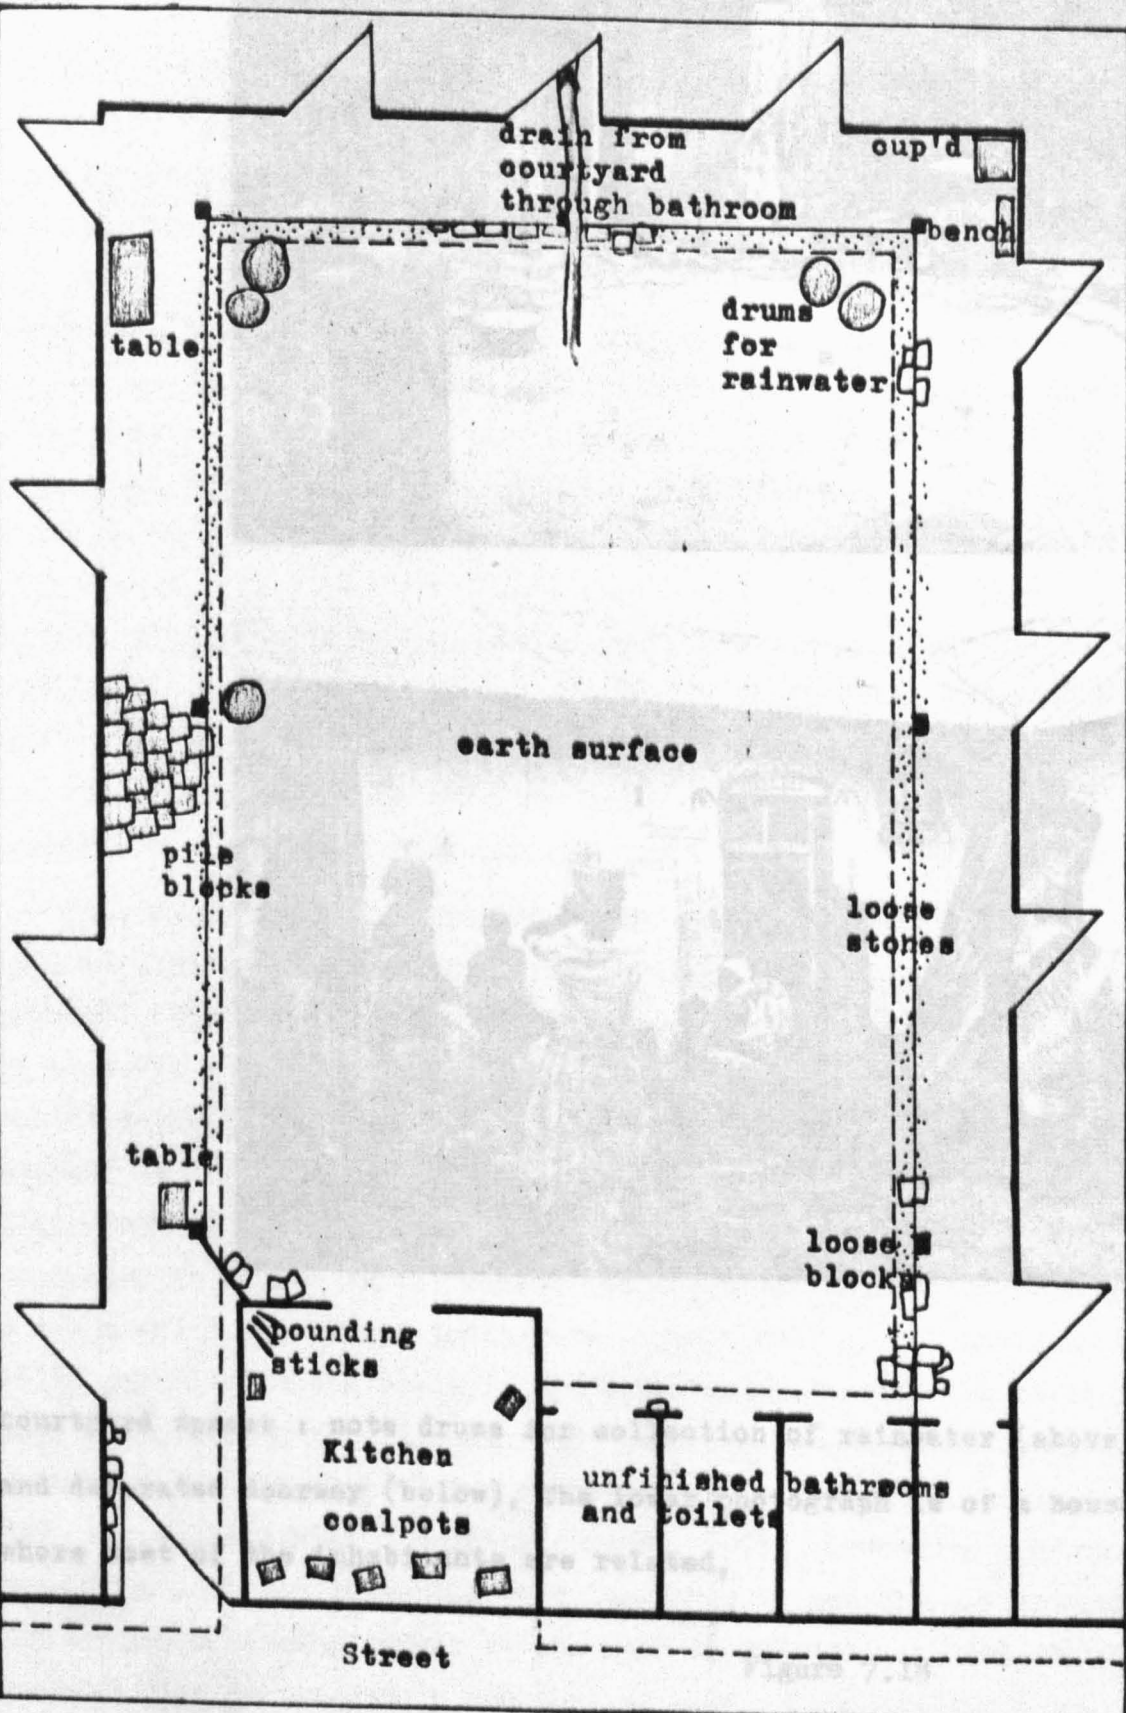 drain from
courtyard
through bathroom
cup'd
bench
table
drums
for
rainwater
earth surface
pile
blocks
loose
stones
table
loose
blocks
pounding
sticks
Kitchen
coalpots
unfinished bathrooms
and toilets
courtyard spaces : note drums for collection of rainwater (above)
and decorated doorway (below). The lower photograph is of a house
where most of the inhabitants are related,
Street
Figure 7.18